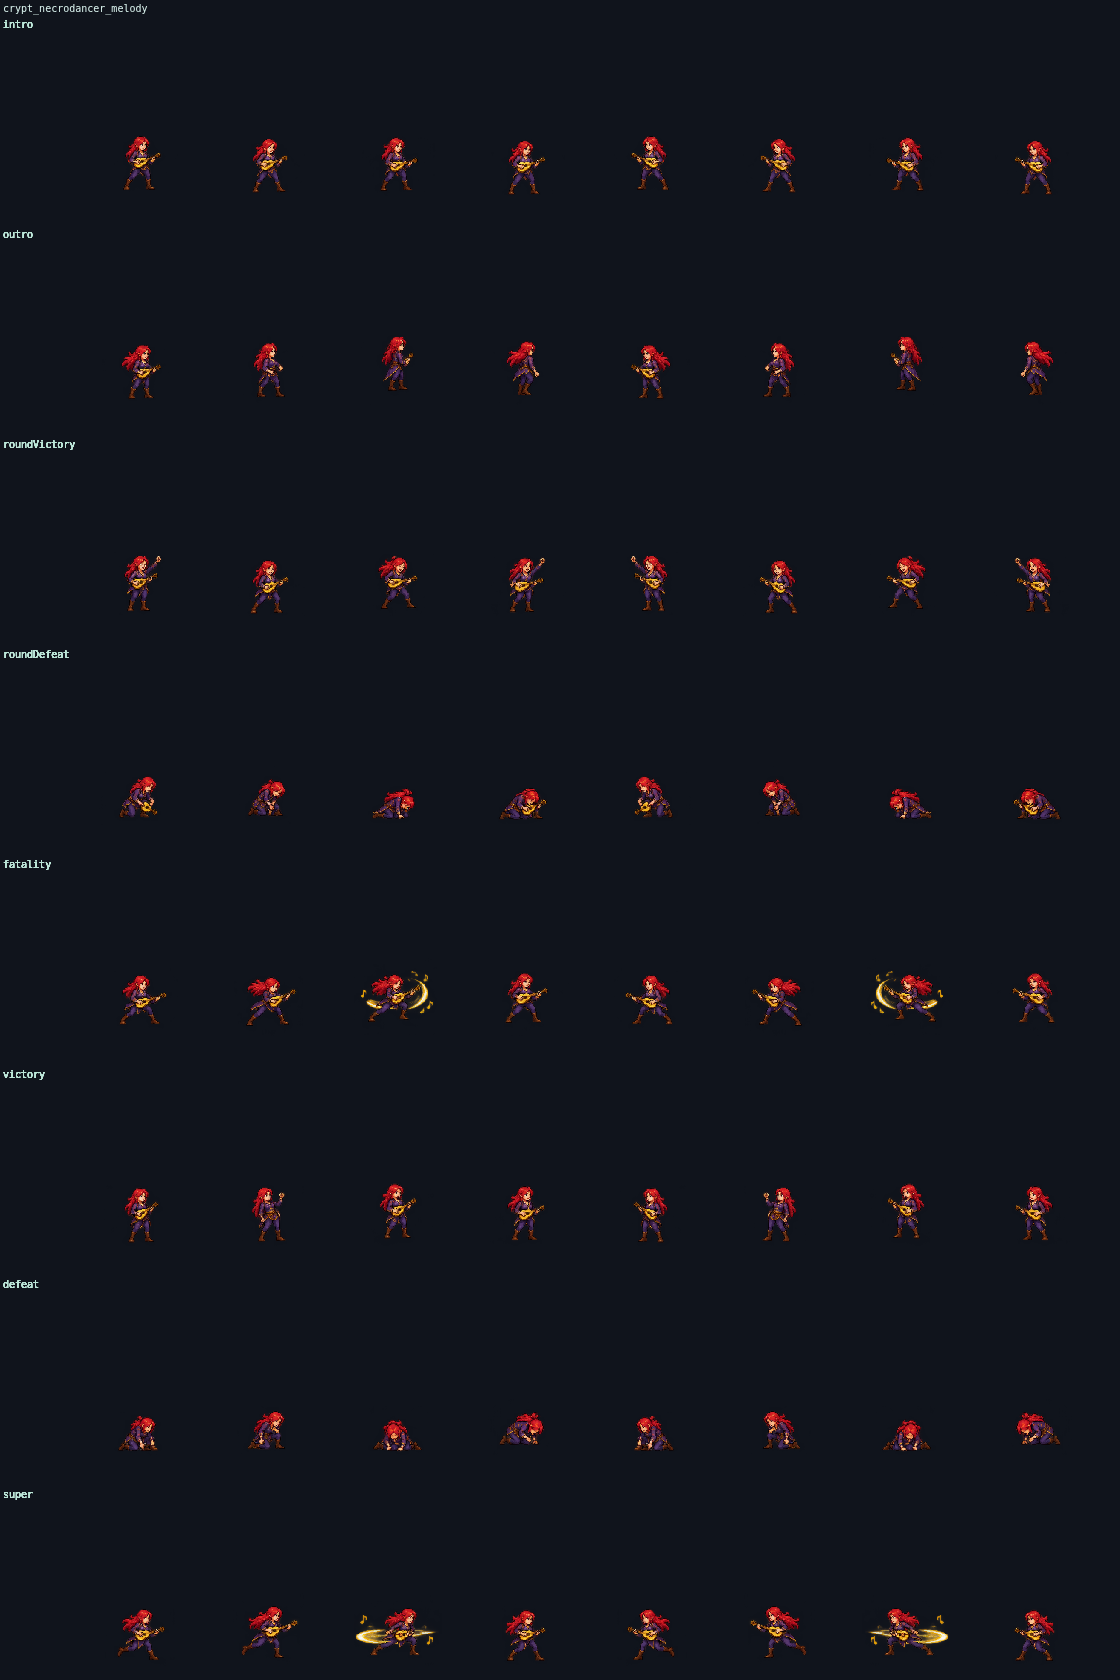 crypt_necrodancer_melody
intro
outro
roundVictory
roundDefeat
fatality
victory
defeat
super